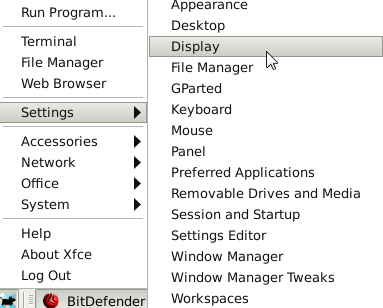 Run Program...
Terminal
File Manager
Web Browser
Settings
Accessories
Network
Office
System
Help
About Xfce
Log Out
BitDefender
Appearance
Desktop
Display
File Manager
GParted
Keyboard
Mouse
Panel
Preferred Applications
Removable Drives and Media
Session and Startup
Settings Editor
Window Manager
Window Manager Tweaks
Workspaces